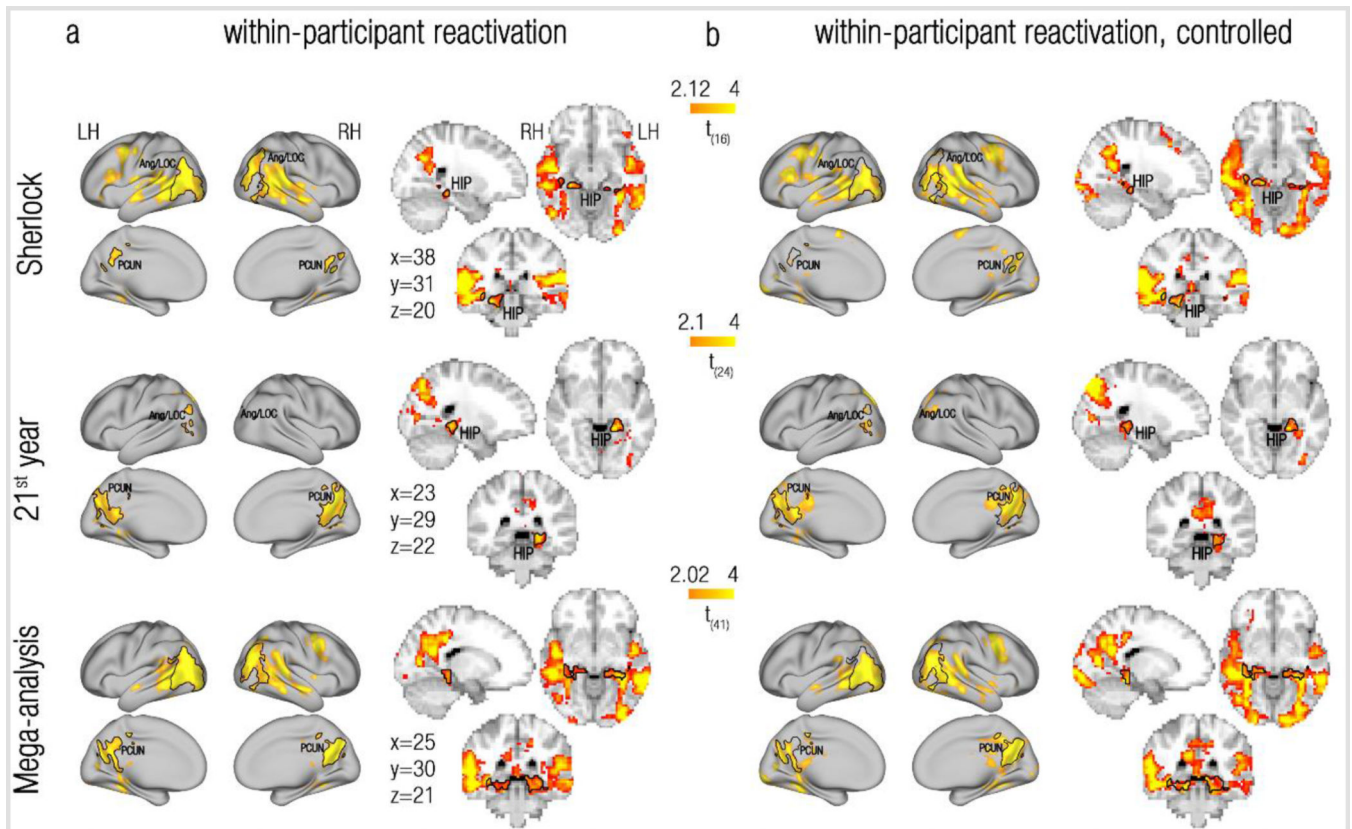 a within-participant reactivation
b within-participant reactivation, controlled
Sherlock
LH RH RH LH
2.12 4
t(16)
Ang/LOC Ang/LOC HIP HIP
PCUN PCUN
x=38
y=31
z=20
HIP
Ang/LOC Ang/LOC HIP HIP
PCUN PCUN
HIP
21st year
2.1 4
t(24)
Ang/LOC Ang/LOC HIP HIP
PCUN PCUN
x=23
y=29
z=22
HIP
Ang/LOC Ang/LOC HIP HIP
PCUN PCUN
HIP
Mega-analysis
2.02 4
t(41)
PCUN PCUN
x=25
y=30
z=21
PCUN PCUN